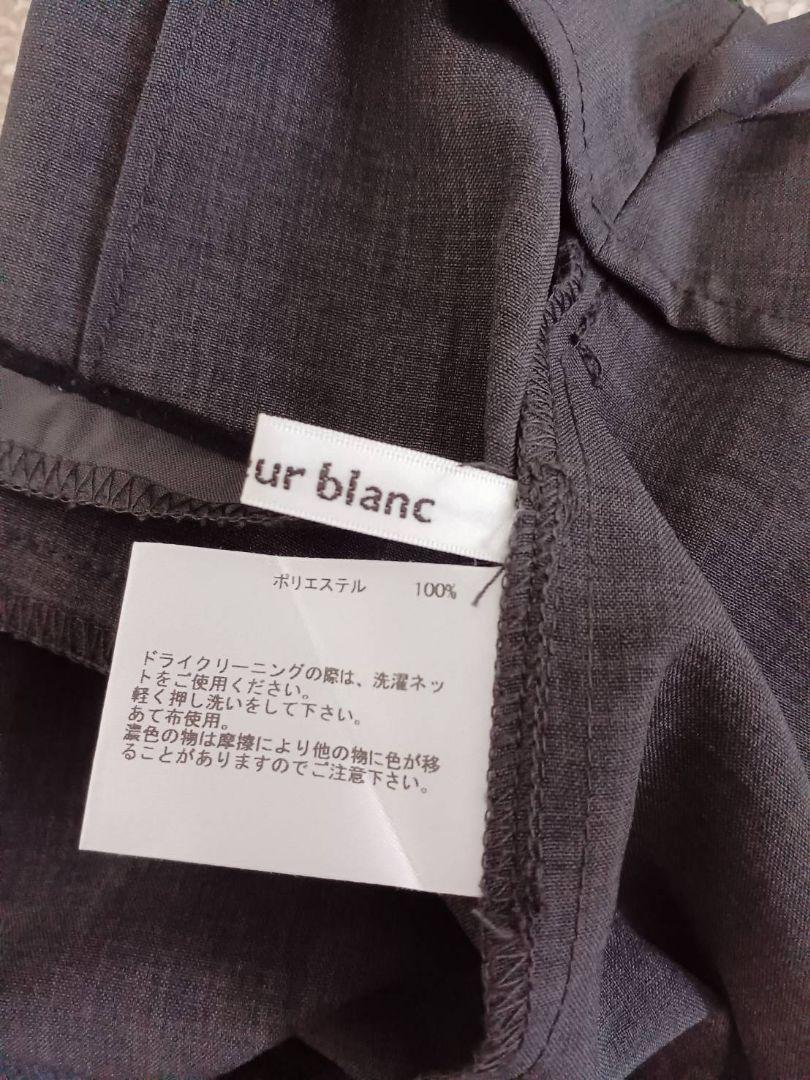 ur blanc
ポリエステル 100%
ドライクリーニングの際は、洗濯ネッ
トをご使用ください。
軽く押し洗いをして下さい。
あて布使用。
濃色の物は摩擦により他の物に色が移
ることがありますのでご注意下さい。